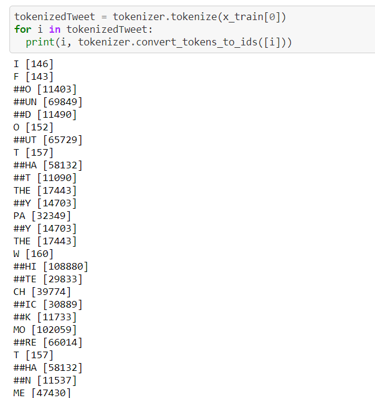 tokenizedTweet = tokenizer.tokenize(x_train[0])
for i in tokenizedTweet:
  print(i, tokenizer.convert_tokens_to_ids([i]))
I [146]
F [143]
##O [11403]
##UN [69849]
##D [11490]
O [152]
##UT [65729]
T [157]
##HA [58132]
##T [11090]
THE [17443]
##Y [14703]
PA [32349]
##Y [14703]
THE [17443]
W [160]
##HI [108880]
##TE [29833]
CH [39774]
##IC [30889]
##K [11733]
MO [102059]
##RE [66014]
T [157]
##HA [58132]
##N [11537]
ME [47430]